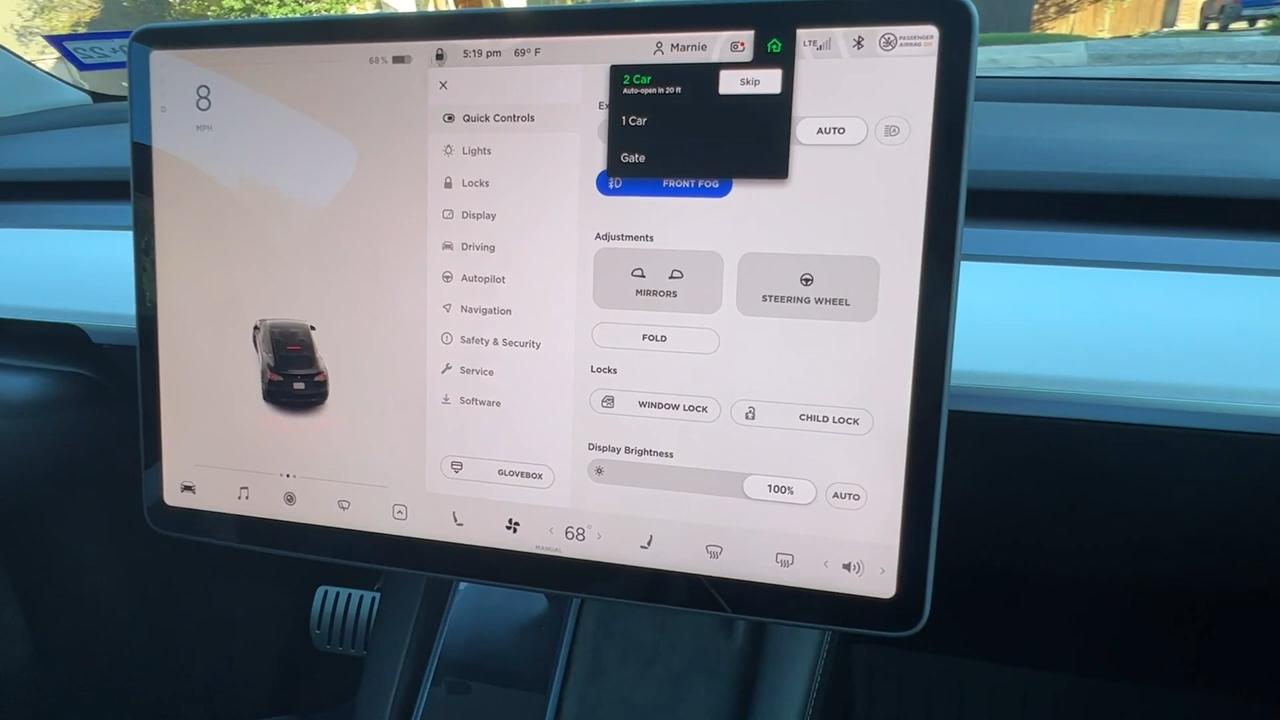 8
MPH
68 %
5:19 pm
69° F
Marnie
LTE
PASSENGER
AIRBAG ON
2 Car
Auto-open in 20 ft
Skip
1 Car
Gate
Quick Controls
Lights
Locks
Display
Driving
Autopilot
Navigation
Safety & Security
Service
Software
GLOVEBOX
Ex
AUTO
FRONT FOG
Adjustments
MIRRORS
STEERING WHEEL
FOLD
Locks
WINDOW LOCK
CHILD LOCK
Display Brightness
100%
AUTO
68°
MANUAL